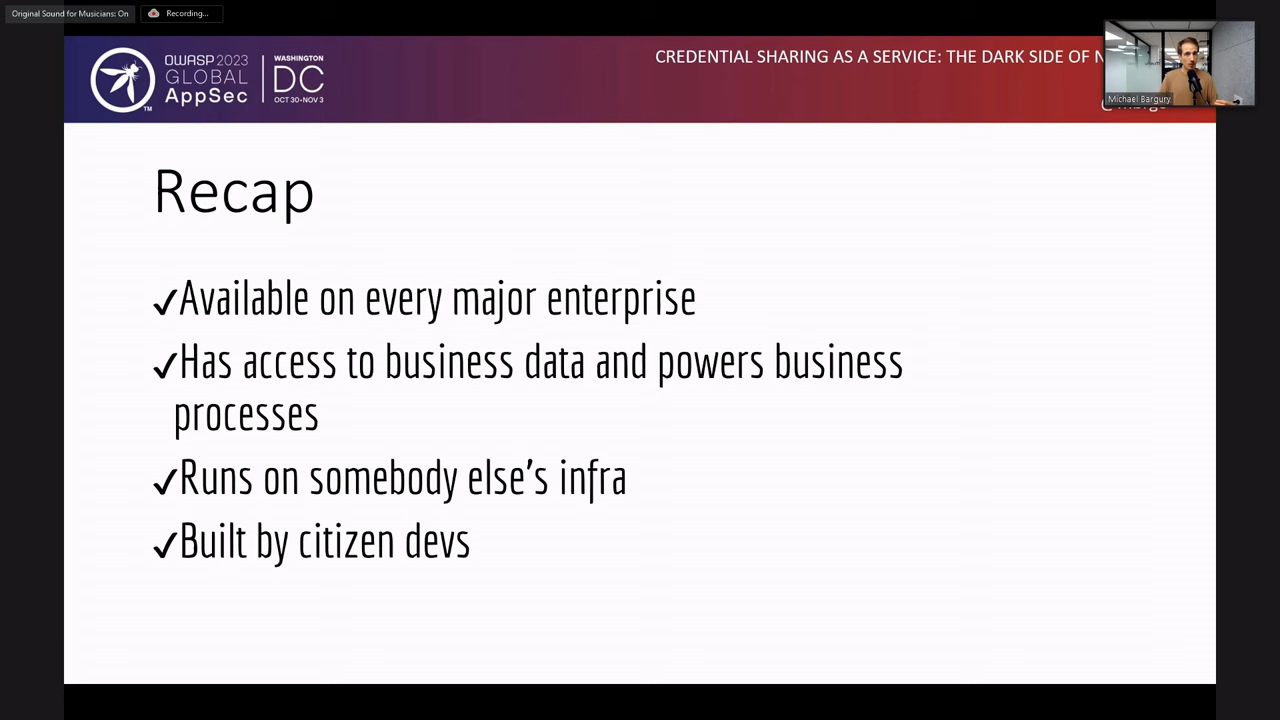 Original Sound for Musicians: On
Recording...
OWASP 2023
GLOBAL
AppSec
WASHINGTON
DC
OCT 30-NOV 3
TM
CREDENTIAL SHARING AS A SERVICE: THE DARK SIDE OF
Michael Bargury
Recap
✓Available on every major enterprise
✓Has access to business data and powers business
processes
✓Runs on somebody else's infra
✓Built by citizen devs